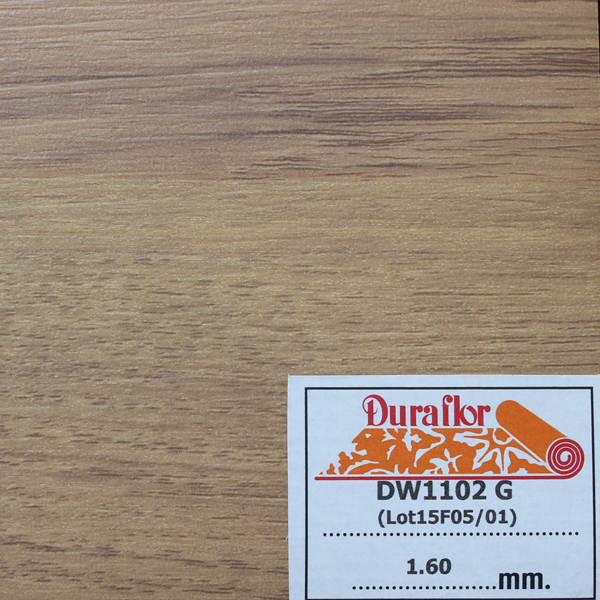 Duraflor
DW1102 G
(Lot15F05/01)
1.60
mm.